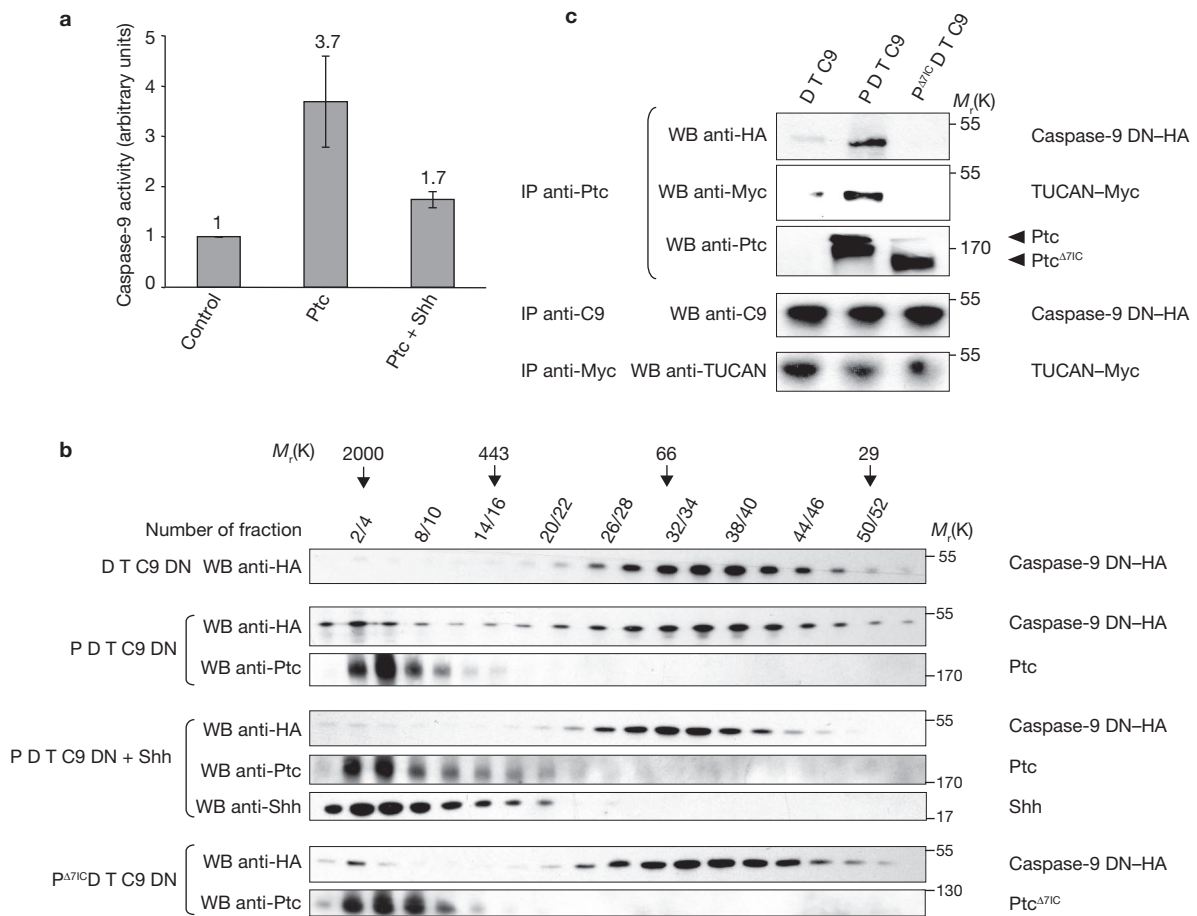 a
Caspase-9 activity (arbitrary units)
5
4
3
2
1
0
1
3.7
1.7
Control
Ptc
Ptc + Shh
c
D T C9
P D T C9
P^Δ7IC D T C9
Mr(K)
IP anti-Ptc
WB anti-HA
55
Caspase-9 DN–HA
WB anti-Myc
55
TUCAN–Myc
WB anti-Ptc
170
Ptc
Ptc^Δ7IC
IP anti-C9 WB anti-C9
55
Caspase-9 DN–HA
IP anti-Myc WB anti-TUCAN
55
TUCAN–Myc
b
Mr(K) 2000 443 66 29
Number of fraction 2/4 8/10 14/16 20/22 26/28 32/34 38/40 44/46 50/52 Mr(K)
D T C9 DN WB anti-HA 55 Caspase-9 DN–HA
P D T C9 DN
WB anti-HA 55 Caspase-9 DN–HA
WB anti-Ptc 170 Ptc
P D T C9 DN + Shh
WB anti-HA 55 Caspase-9 DN–HA
WB anti-Ptc 170 Ptc
WB anti-Shh 17 Shh
P^Δ7IC D T C9 DN
WB anti-HA 55 Caspase-9 DN–HA
WB anti-Ptc 130 Ptc^Δ7IC